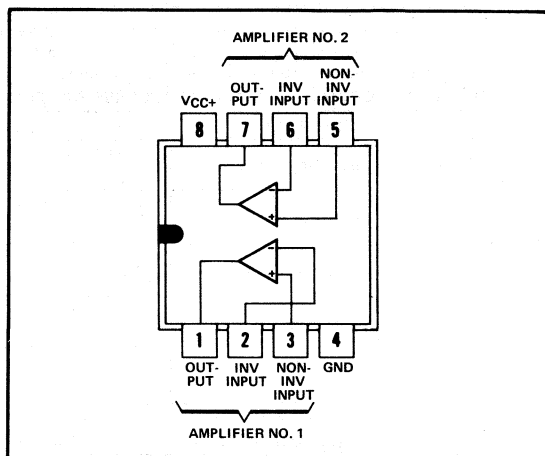 AMPLIFIER NO. 2
OUT-
PUT
INV
INPUT
NON-
INV
INPUT
VCC+
8
7
6
5
-
+
-
+
1
2
3
4
OUT-
PUT
INV
INPUT
NON-
INV
INPUT
GND
AMPLIFIER NO. 1